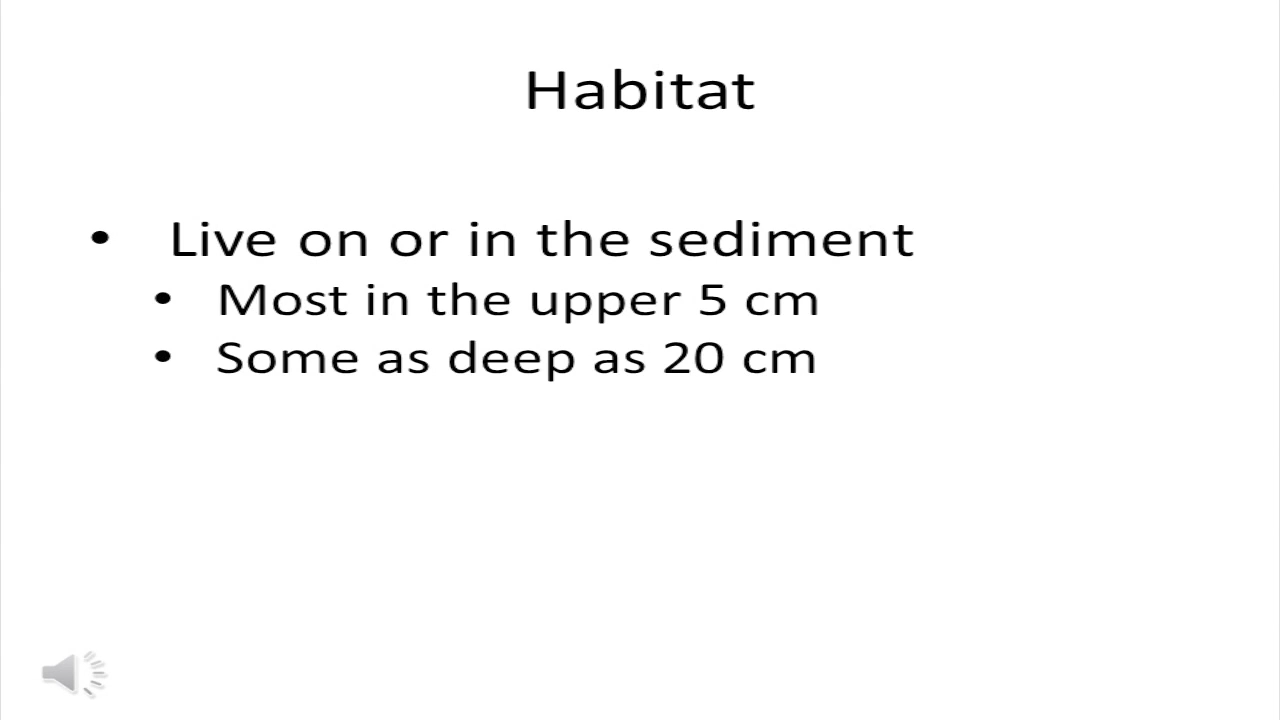 Habitat
• Live on or in the sediment
• Most in the upper 5 cm
• Some as deep as 20 cm